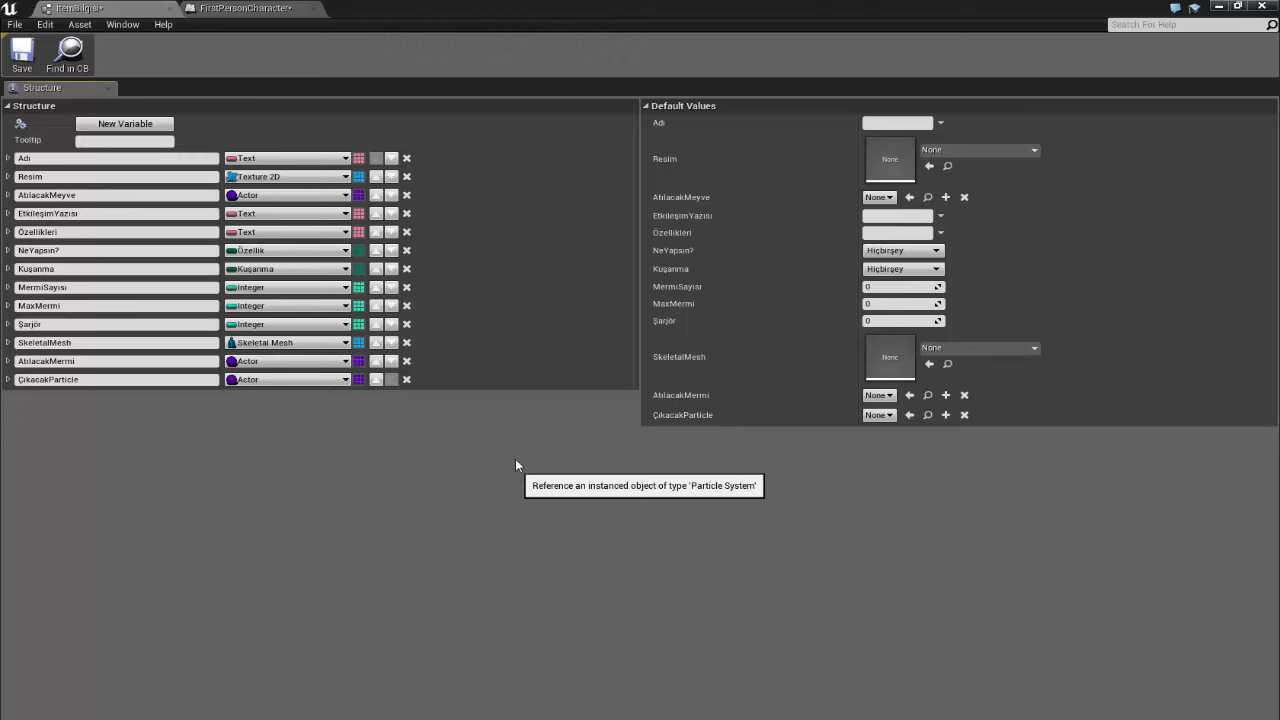 ItemBilgisi*
FirstPersonCharacter*
File Edit Asset Window Help
Search For Help
Save Find in CB
Structure
Structure
New Variable
Tooltip
Adı Text
Resim Texture 2D
AtılacakMeyve Actor
EtkileşimYazısı Text
Özellikleri Text
NeYapsın? Özellik
Kuşanma Kuşanma
MermiSayısı Integer
MaxMermi Integer
Şarjör Integer
SkeletalMesh Skeletal Mesh
AtılacakMermi Actor
ÇıkacakParticle Actor
Default Values
Adı
Resim None None
AtılacakMeyve None
EtkileşimYazısı
Özellikleri
NeYapsın? Hiçbirşey
Kuşanma Hiçbirşey
MermiSayısı 0
MaxMermi 0
Şarjör 0
SkeletalMesh None None
AtılacakMermi None
ÇıkacakParticle None
Reference an instanced object of type 'Particle System'